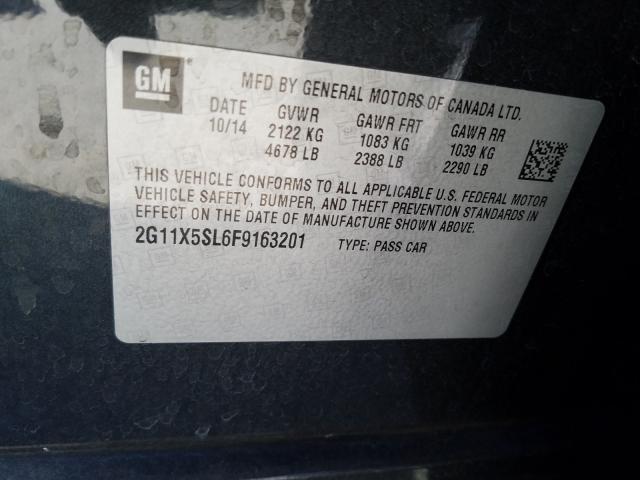 GM
MFD BY GENERAL MOTORS OF CANADA LTD.
DATE GVWR GAWR FRT GAWR RR
10/14 2122 KG 1083 KG 1039 KG
4678 LB 2388 LB 2290 LB
THIS VEHICLE CONFORMS TO ALL APPLICABLE U.S. FEDERAL MOTOR
VEHICLE SAFETY, BUMPER, AND THEFT PREVENTION STANDARDS IN
EFFECT ON THE DATE OF MANUFACTURE SHOWN ABOVE.
2G11X5SL6F9163201 TYPE: PASS CAR